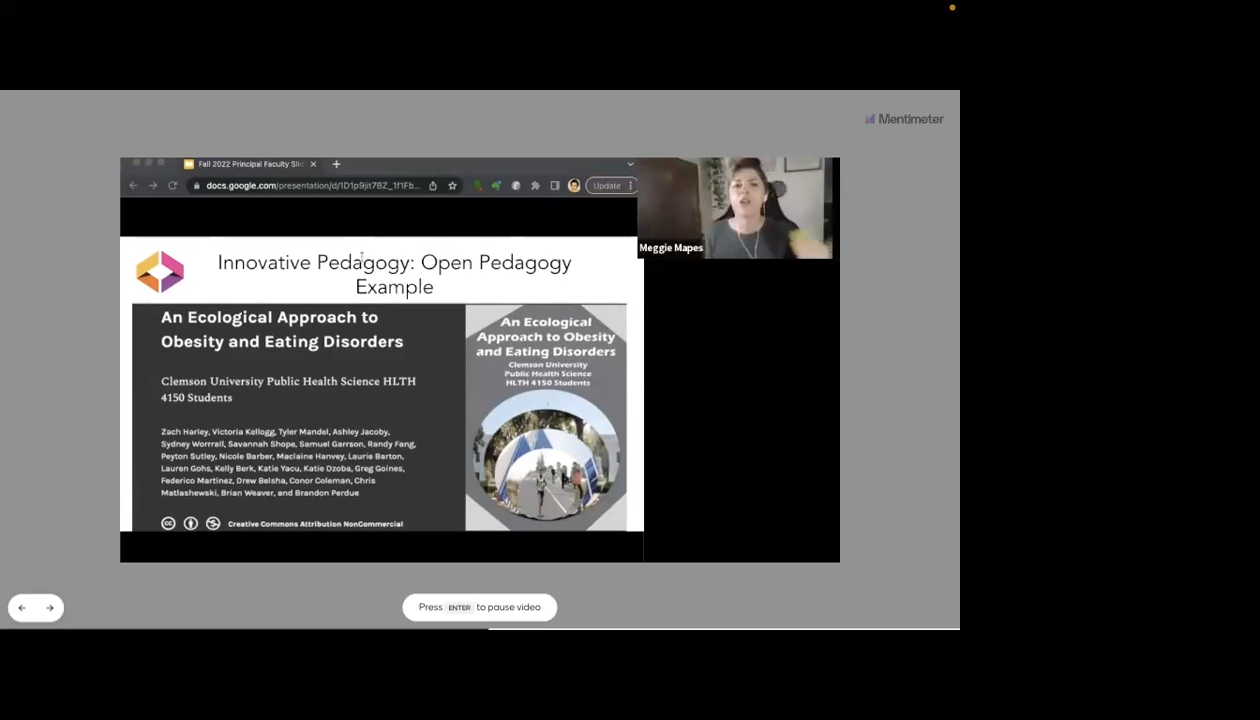 Mentimeter
Fall 2022 Principal Faculty Sli
docs.google.com/presentation/d/1D1p9jit7BZ_1f1Fb...
Update
Meggie Mapes
Innovative Pedagogy: Open Pedagogy
Example
An Ecological Approach to
Obesity and Eating Disorders
Clemson University Public Health Science HLTH
4150 Students
Zach Harley, Victoria Kellogg, Tyler Mandel, Ashley Jacoby,
Sydney Worrrall, Savannah Shope, Samuel Garrson, Randy Fang,
Peyton Sutley, Nicole Barber, Maclaine Hanvey, Laurie Barton,
Lauren Gohs, Kelly Berk, Katie Yacu, Katie Dzoba, Greg Goines,
Federico Martinez, Drew Belsha, Conor Coleman, Chris
Matlashewski, Brian Weaver, and Brandon Perdue
cc
Creative Commons Attribution NonCommercial
An Ecological
Approach to Obesity
and Eating Disorders
Clemson University
Public Health Science
HLTH 4150 Students
Press ENTER to pause video